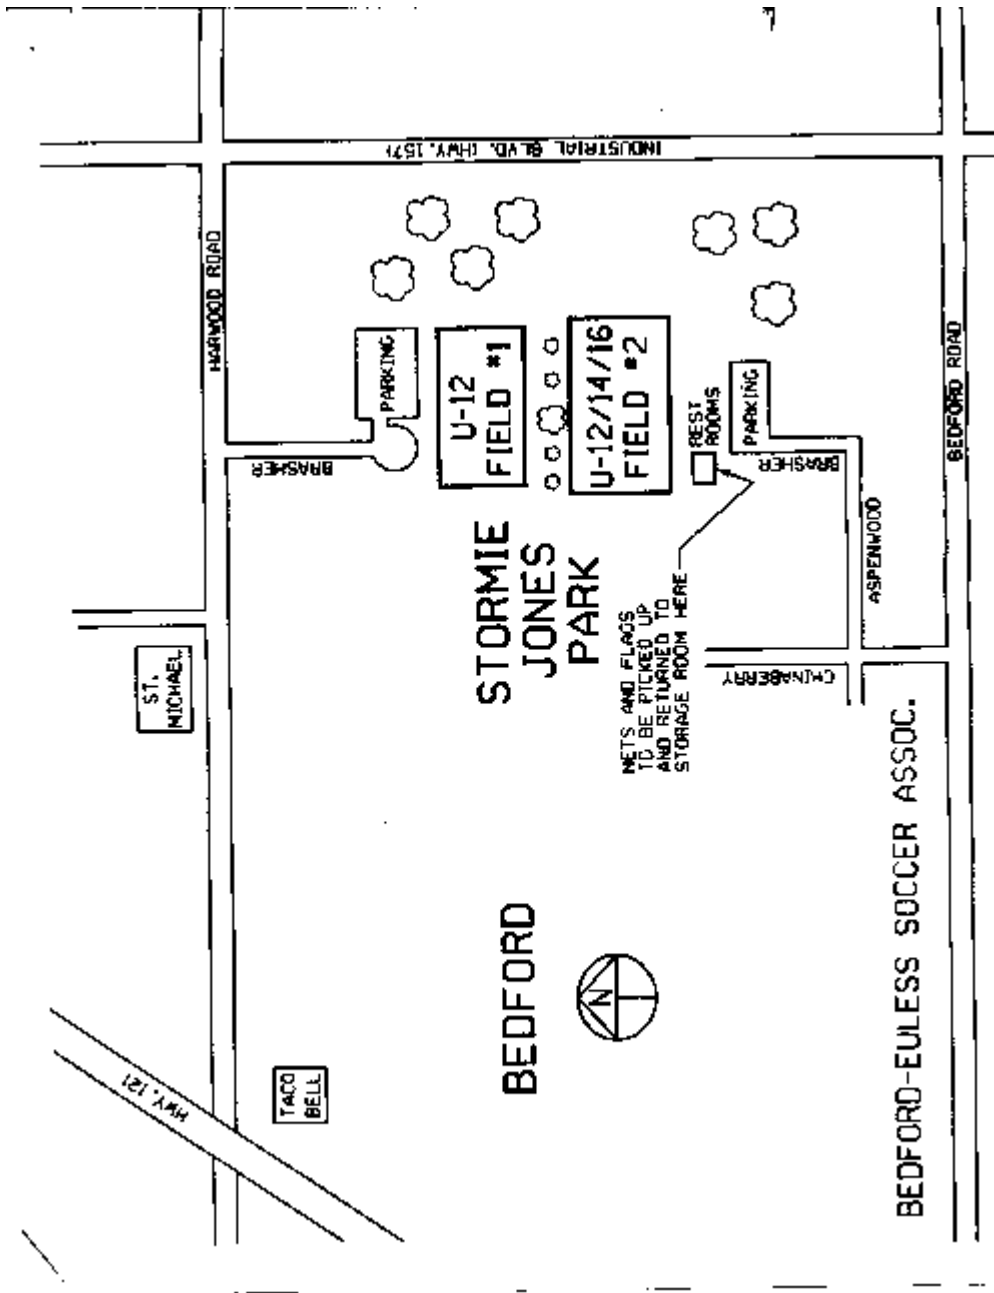 INDUSTRIAL BLVD. (HWY. 157)
HARWOOD ROAD
BEDFORD ROAD
PARKING
BRASHER
U-12
FIELD #1
U-12/14/16
FIELD #2
REST
ROOMS
PARKING
BRASHER
ASPENWOOD
CHINABERRY
STORMIE
JONES
PARK
NETS AND FLAGS
TO BE PICKED UP
AND RETURNED TO
STORAGE ROOM HERE
ST.
MICHAEL
HWY. 121
TACO
BELL
BEDFORD
N
BEDFORD-EULESS SOCCER ASSOC.